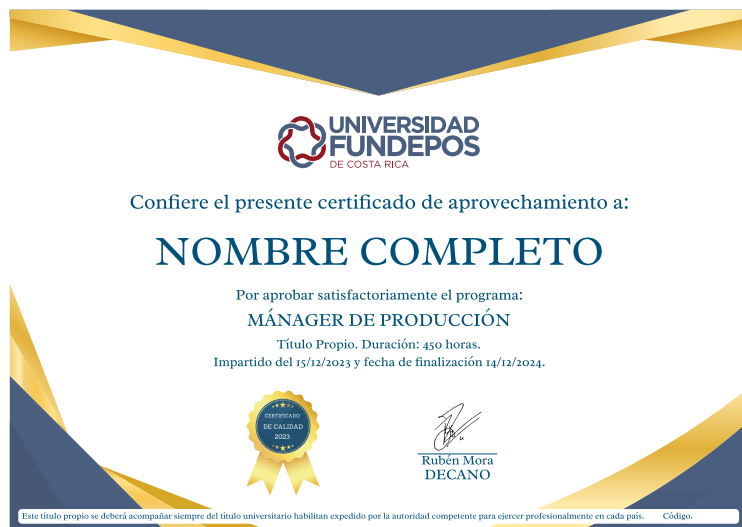 UNIVERSIDAD
FUNDEPOS
DE COSTA RICA
Confiere el presente certificado de aprovechamiento a:
NOMBRE COMPLETO
Por aprobar satisfactoriamente el programa:
MÁNAGER DE PRODUCCIÓN
Título Propio. Duración: 450 horas.
Impartido del 15/12/2023 y fecha de finalización 14/12/2024.
CERTIFICADO
DE CALIDAD
2023
Rubén Mora
DECANO
Este título propio se deberá acompañar siempre del título universitario habilitan expedido por la autoridad competente para ejercer profesionalmente en cada país. Código.